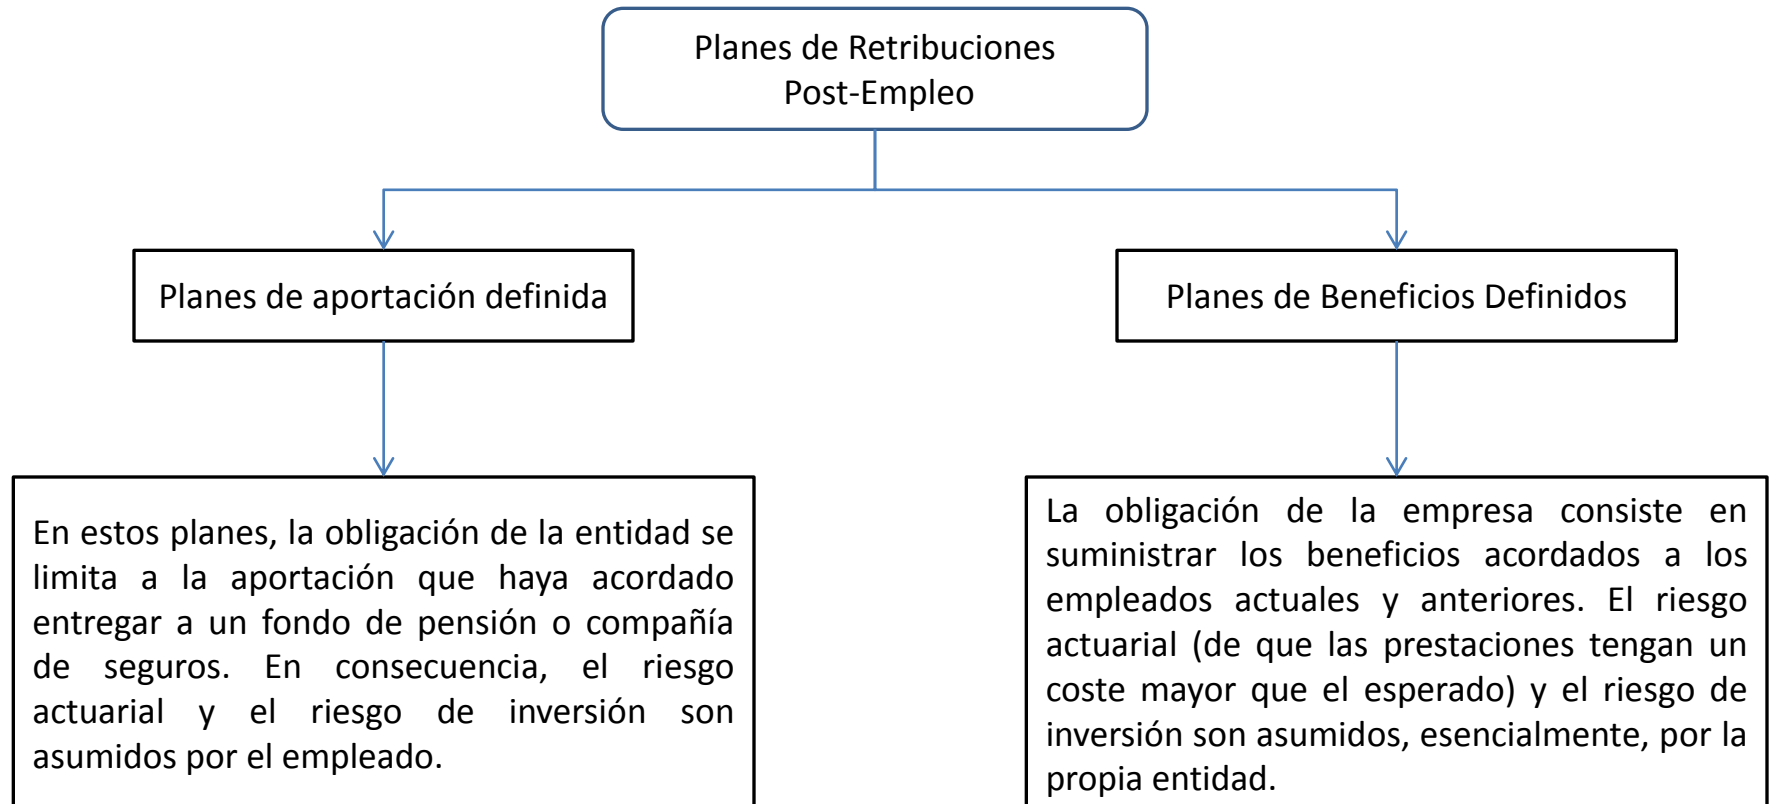 Planes de Retribuciones
Post-Empleo
Planes de aportación definida
Planes de Beneficios Definidos
En estos planes, la obligación de la entidad se
limita a la aportación que haya acordado
entregar a un fondo de pensión o compañía
de seguros. En consecuencia, el riesgo
actuarial y el riesgo de inversión son
asumidos por el empleado.
La obligación de la empresa consiste en
suministrar los beneficios acordados a los
empleados actuales y anteriores. El riesgo
actuarial (de que las prestaciones tengan un
coste mayor que el esperado) y el riesgo de
inversión son asumidos, esencialmente, por la
propia entidad.